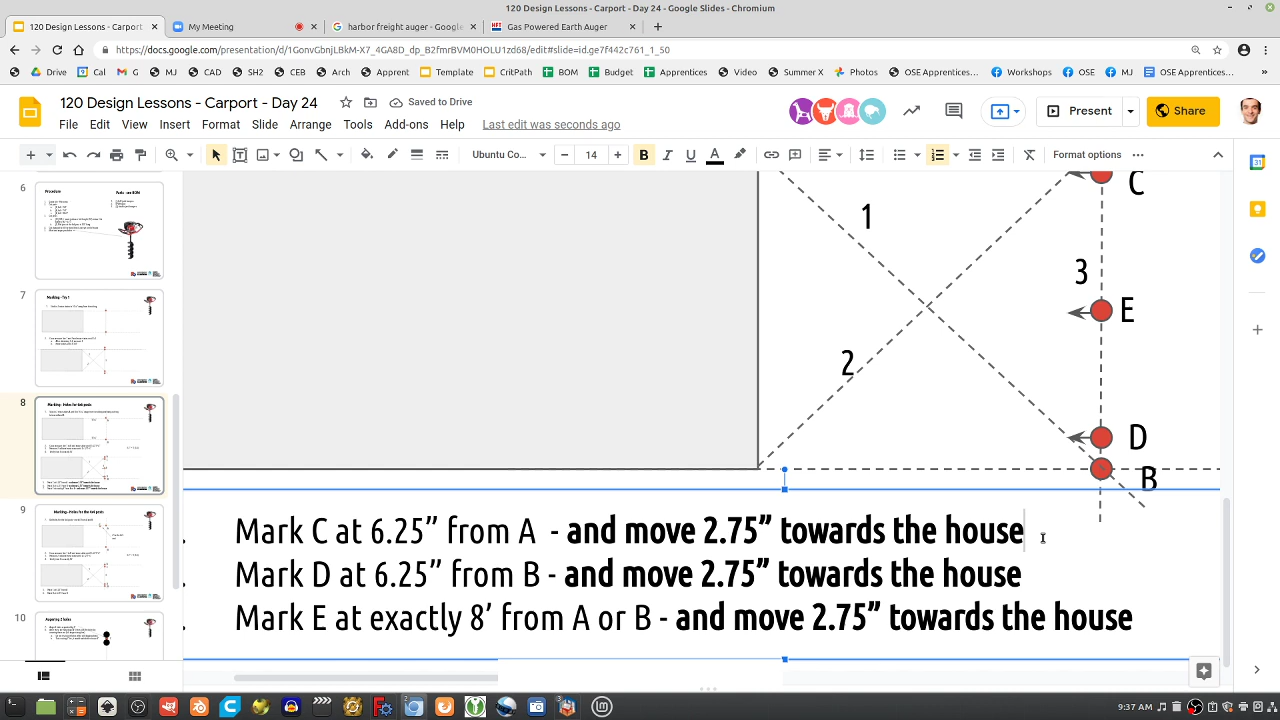 120 Design Lessons - Carport - Day 24 - Google Slides - Chromium
120 Design Lessons - Carport
My Meeting
harbor freight auger - Google
Gas Powered Earth Auger
https://docs.google.com/presentation/d/1GonvGbnjLBkM-X7_4GA8D_dp_B2fmrBVM0HOLU1zd68/edit#slide=id.ge7f442c761_1_50
Drive
Cal
G
MJ
CAD
SH2
CEB
Arch
Apprent
Template
CritPath
BOM
Budget
Apprentices
Video
Summer X
Photos
OSE Apprentices...
Workshops
OSE
MJ
OSE Apprentices...
120 Design Lessons - Carport - Day 24
Saved to Drive
File Edit View Insert Format Slide Arrange Tools Add-ons Help
Last edit was seconds ago
Present
Share
Ubuntu Co...
14
Format options
6
7
8
9
10
1
2
3
C
E
D
B
Mark C at 6.25” from A - and move 2.75” towards the house
Mark D at 6.25” from B - and move 2.75” towards the house
Mark E at exactly 8’ from A or B - and move 2.75” towards the house
9:37 AM